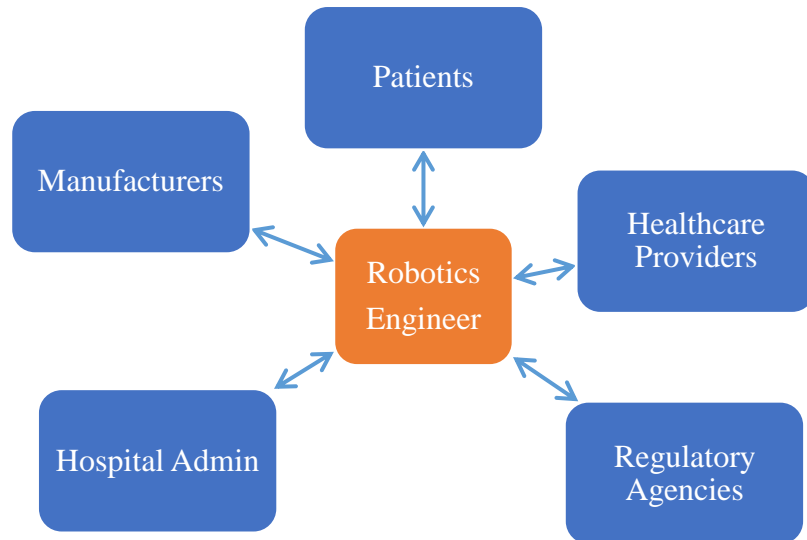 Patients
Manufacturers
Healthcare
Providers
Robotics
Engineer
Hospital Admin
Regulatory
Agencies